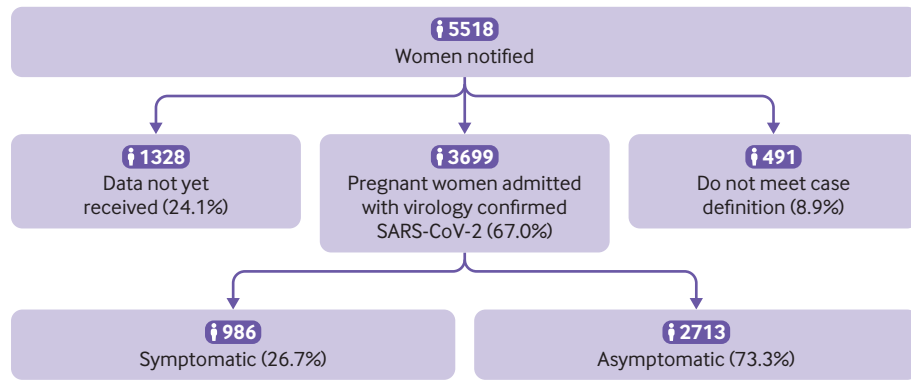 5518
Women notified
1328
Data not yet
received (24.1%)
3699
Pregnant women admitted
with virology confirmed
SARS-CoV-2 (67.0%)
491
Do not meet case
definition (8.9%)
986
Symptomatic (26.7%)
2713
Asymptomatic (73.3%)